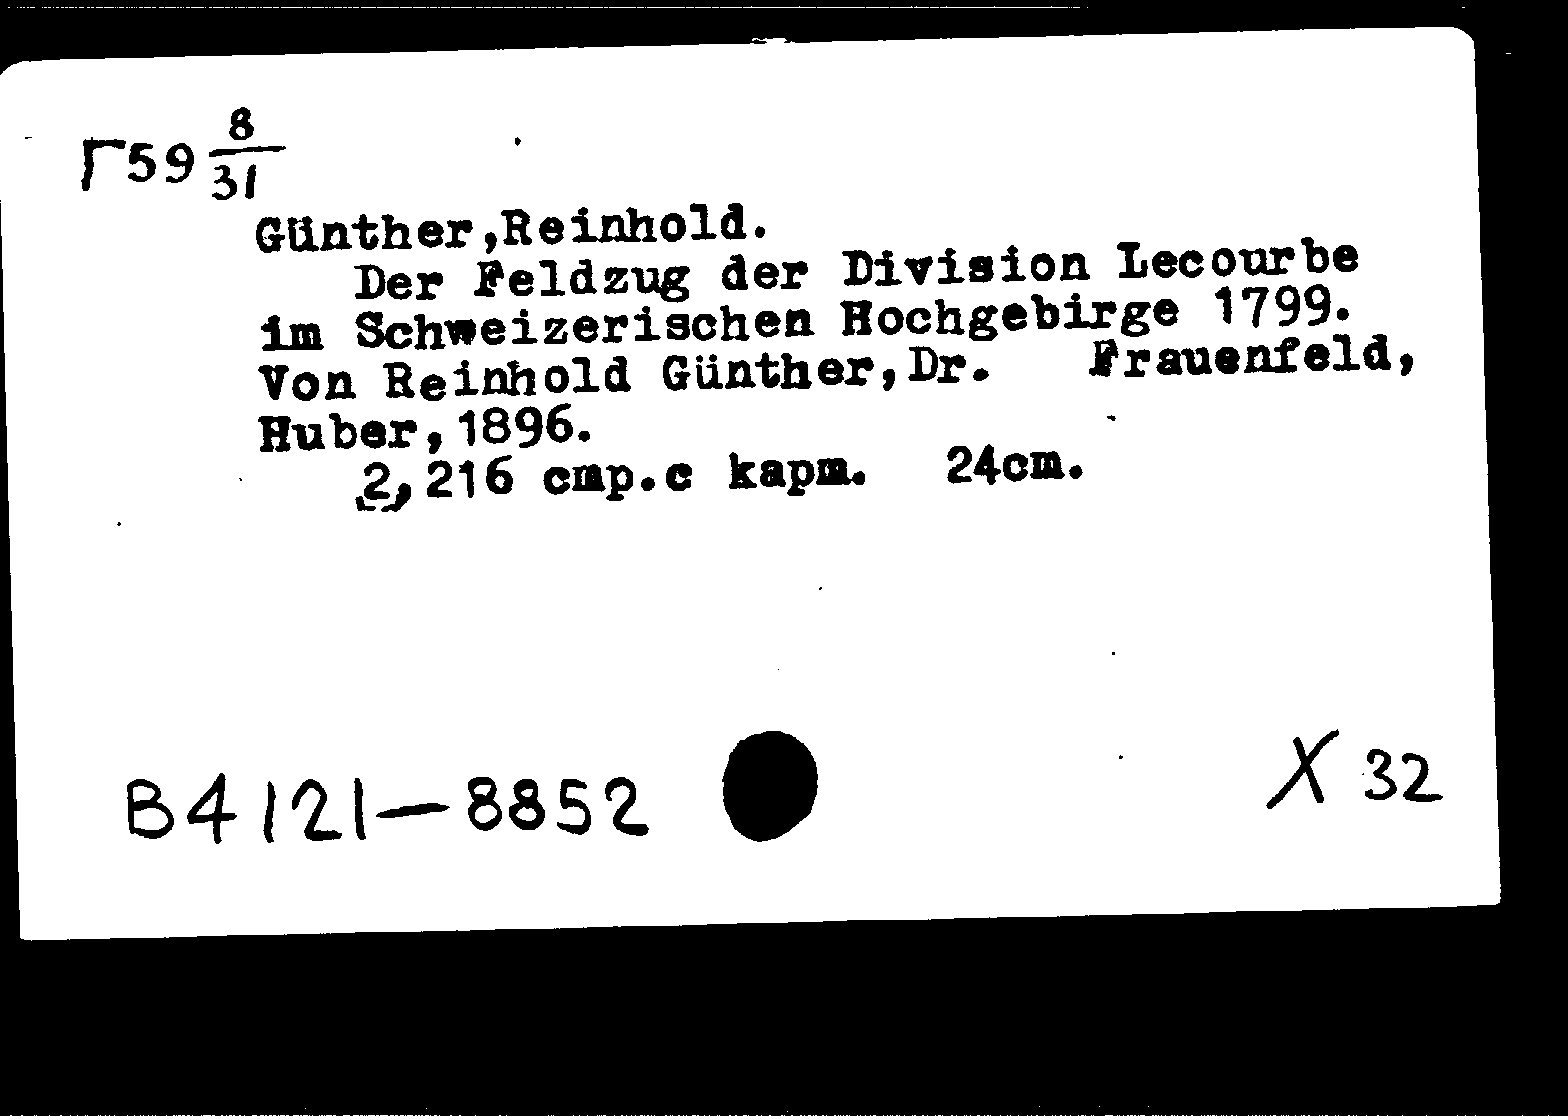 Г59 8/31
Günther,Reinhold.
Der Feldzug der Division Lecourbe
im Schweizerischen Hochgebirge 1799.
Von Reinhold Günther,Dr. Frauenfeld,
Huber,1896.
2,216 стр.с карт. 24см.
В4121—8852
X 32